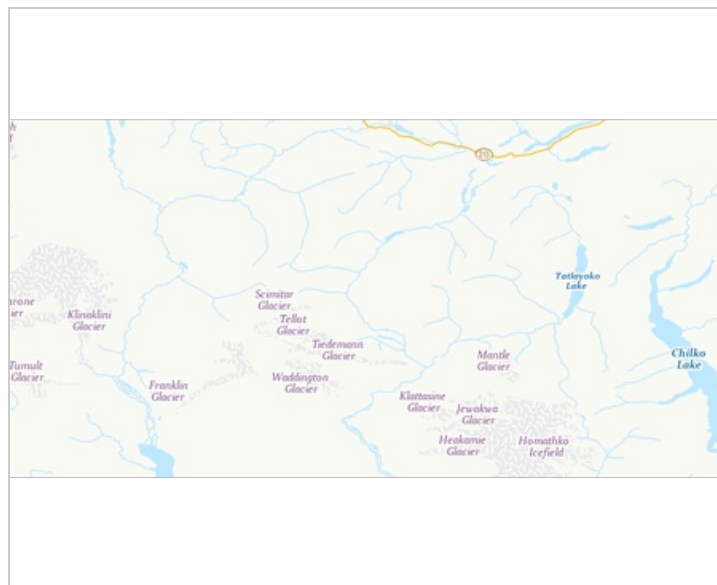 20
Tatlayoko
Lake
Scimitar
Glacier
Klinaklini
Glacier
Tellot
Glacier
Tiedemann
Glacier
Chilko
Lake
Mantle
Glacier
Tumult
Glacier
Waddington
Glacier
Franklin
Glacier
Klattasine
Glacier
Jewakwa
Glacier
Heakamie
Glacier
Homathko
Icefield